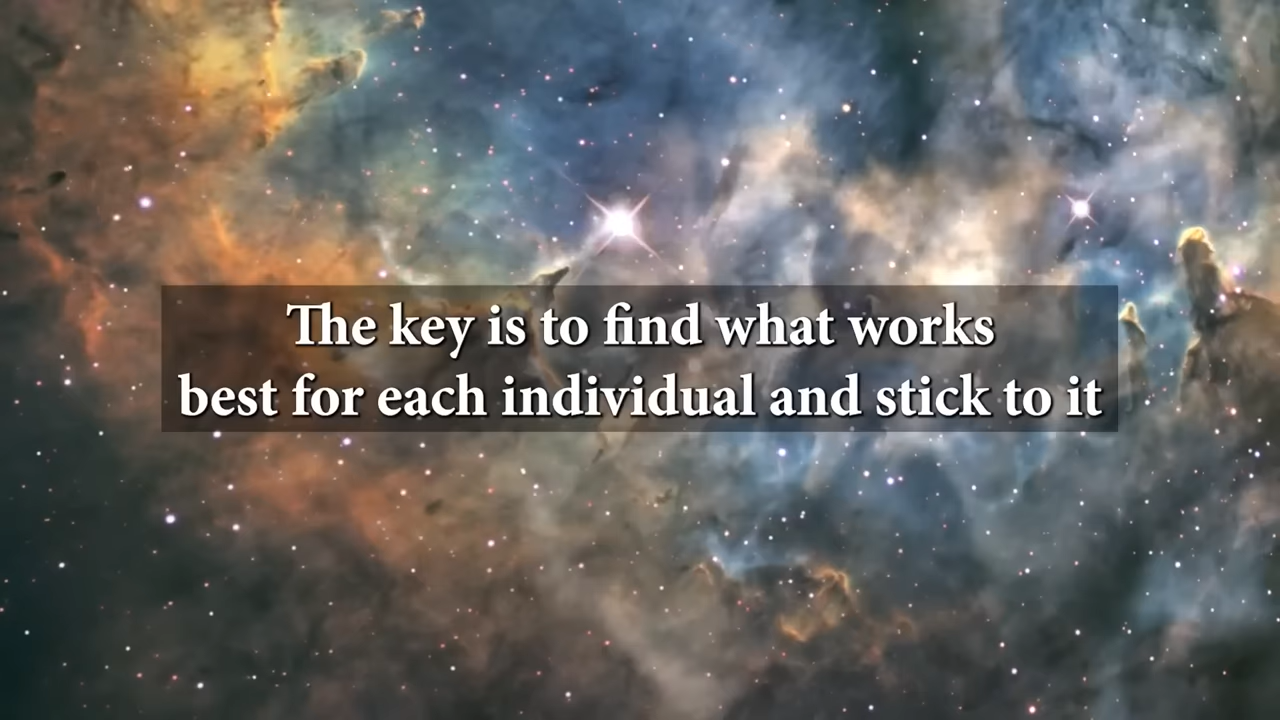 The key is to find what works
best for each individual and stick to it